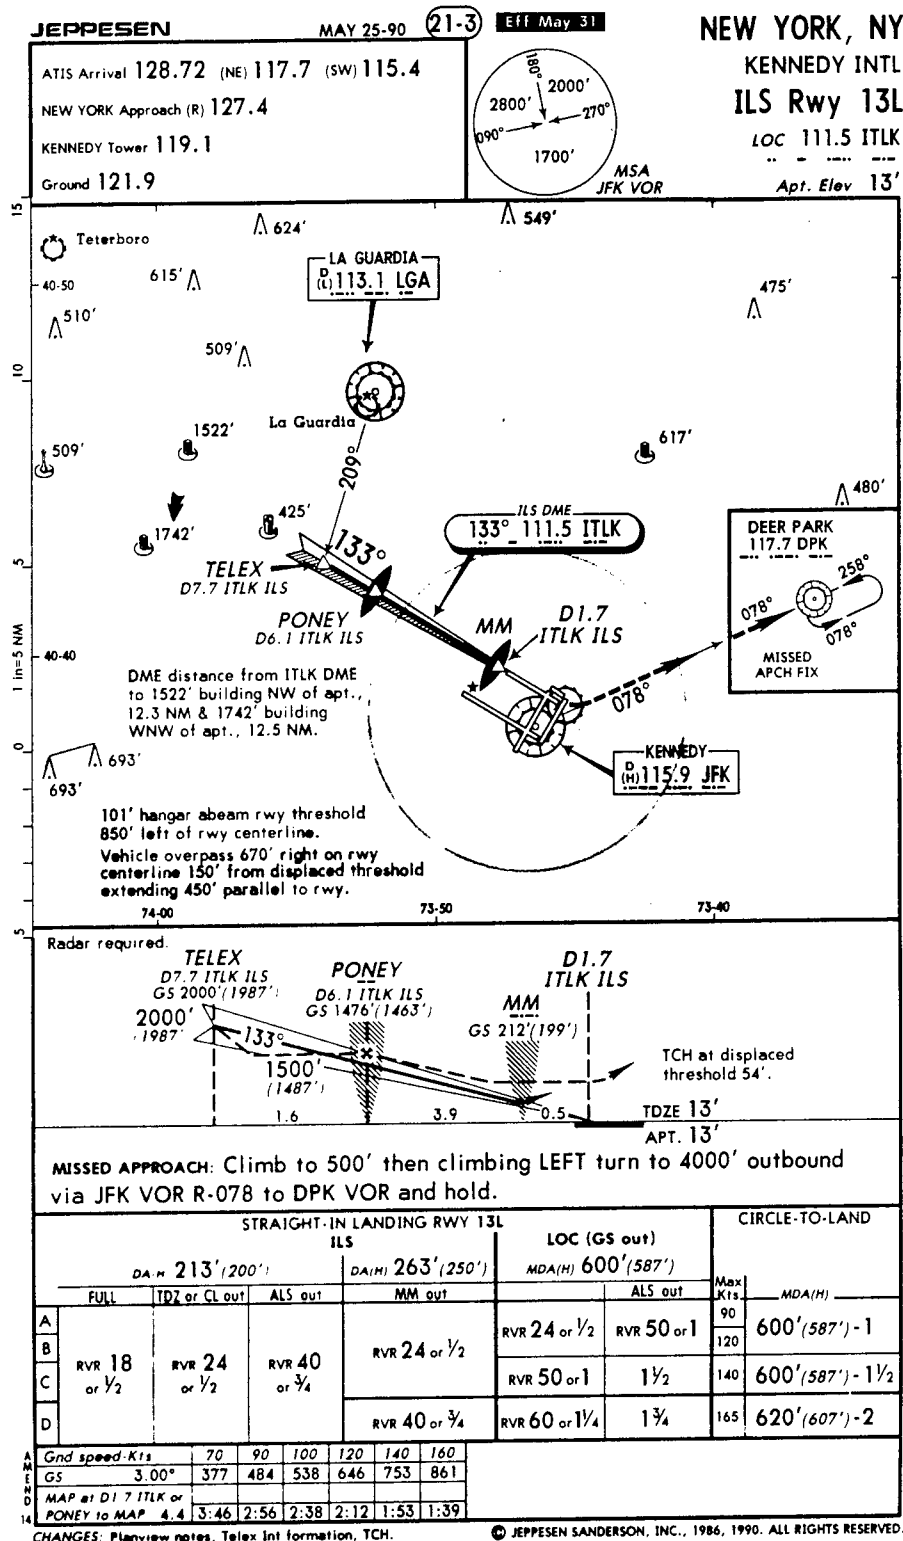 JEPPESEN MAY 25-90 21-3 Eff May 31
NEW YORK, NY
KENNEDY INTL
ILS Rwy 13L
LOC 111.5 ITLK
Apt. Elev 13'
ATIS Arrival 128.72 (NE) 117.7 (SW) 115.4
NEW YORK Approach (R) 127.4
KENNEDY Tower 119.1
Ground 121.9
180°
2000'
2800'
270°
090°
1700'
MSA
JFK VOR
15
624'
549'
Teterboro
LA GUARDIA
D
(L) 113.1 LGA
615'
40-50
475'
510'
509'
10
La Guardia
1522'
617'
509'
209°
480'
425'
1742'
ILS DME
133° 111.5 ITLK
DEER PARK
117.7 DPK
258°
078°
078°
MISSED
APCH FIX
133°
5
TELEX
D7.7 ITLK ILS
PONEY
D6.1 ITLK ILS
MM
D1.7
ITLK ILS
1 in=5 NM
40-40
078°
DME distance from ITLK DME
to 1522' building NW of apt.,
12.3 NM & 1742' building
WNW of apt., 12.5 NM.
0
693'
693'
KENNEDY
D
(H) 115.9 JFK
101' hangar abeam rwy threshold
850' left of rwy centerline.
Vehicle overpass 670' right on rwy
centerline 150' from displaced threshold
extending 450' parallel to rwy.
74-00 73-50 73-40
5
Radar required.
TELEX
D7.7 ITLK ILS
GS 2000'(1987')
2000'
(1987'
PONEY
D6.1 ITLK ILS
GS 1476'(1463')
D1.7
ITLK ILS
MM
GS 212'(199')
133°
1500'
(1487')
TCH at displaced
threshold 54'.
1.6 3.9 0.5 TDZE 13'
APT. 13'
MISSED APPROACH: Climb to 500' then climbing LEFT turn to 4000' outbound
via JFK VOR R-078 to DPK VOR and hold.
STRAIGHT-IN LANDING RWY 13L CIRCLE-TO-LAND
ILS LOC (GS out)
DA(H) 213'(200') DA(H) 263'(250') MDA(H) 600'(587')
FULL TDZ or CL out ALS out MM out ALS out Max Kts. MDA(H)
A
B
C
D
RVR 18 or ½
RVR 24 or ½
RVR 40 or ¾
RVR 24 or ½
RVR 40 or ¾
RVR 24 or ½ RVR 50 or 1
RVR 50 or 1 1½
RVR 60 or 1¼ 1¾
90
120 600'(587')-1
140 600'(587')-1½
165 620'(607')-2
Gnd speed-Kts 70 90 100 120 140 160
GS 3.00° 377 484 538 646 753 861
MAP at D1.7 ITLK or
PONEY to MAP 4.4 3:46 2:56 2:38 2:12 1:53 1:39
AMEND 14
CHANGES: Planview notes, Telex Int formation, TCH.
© JEPPESEN SANDERSON, INC., 1986, 1990. ALL RIGHTS RESERVED.